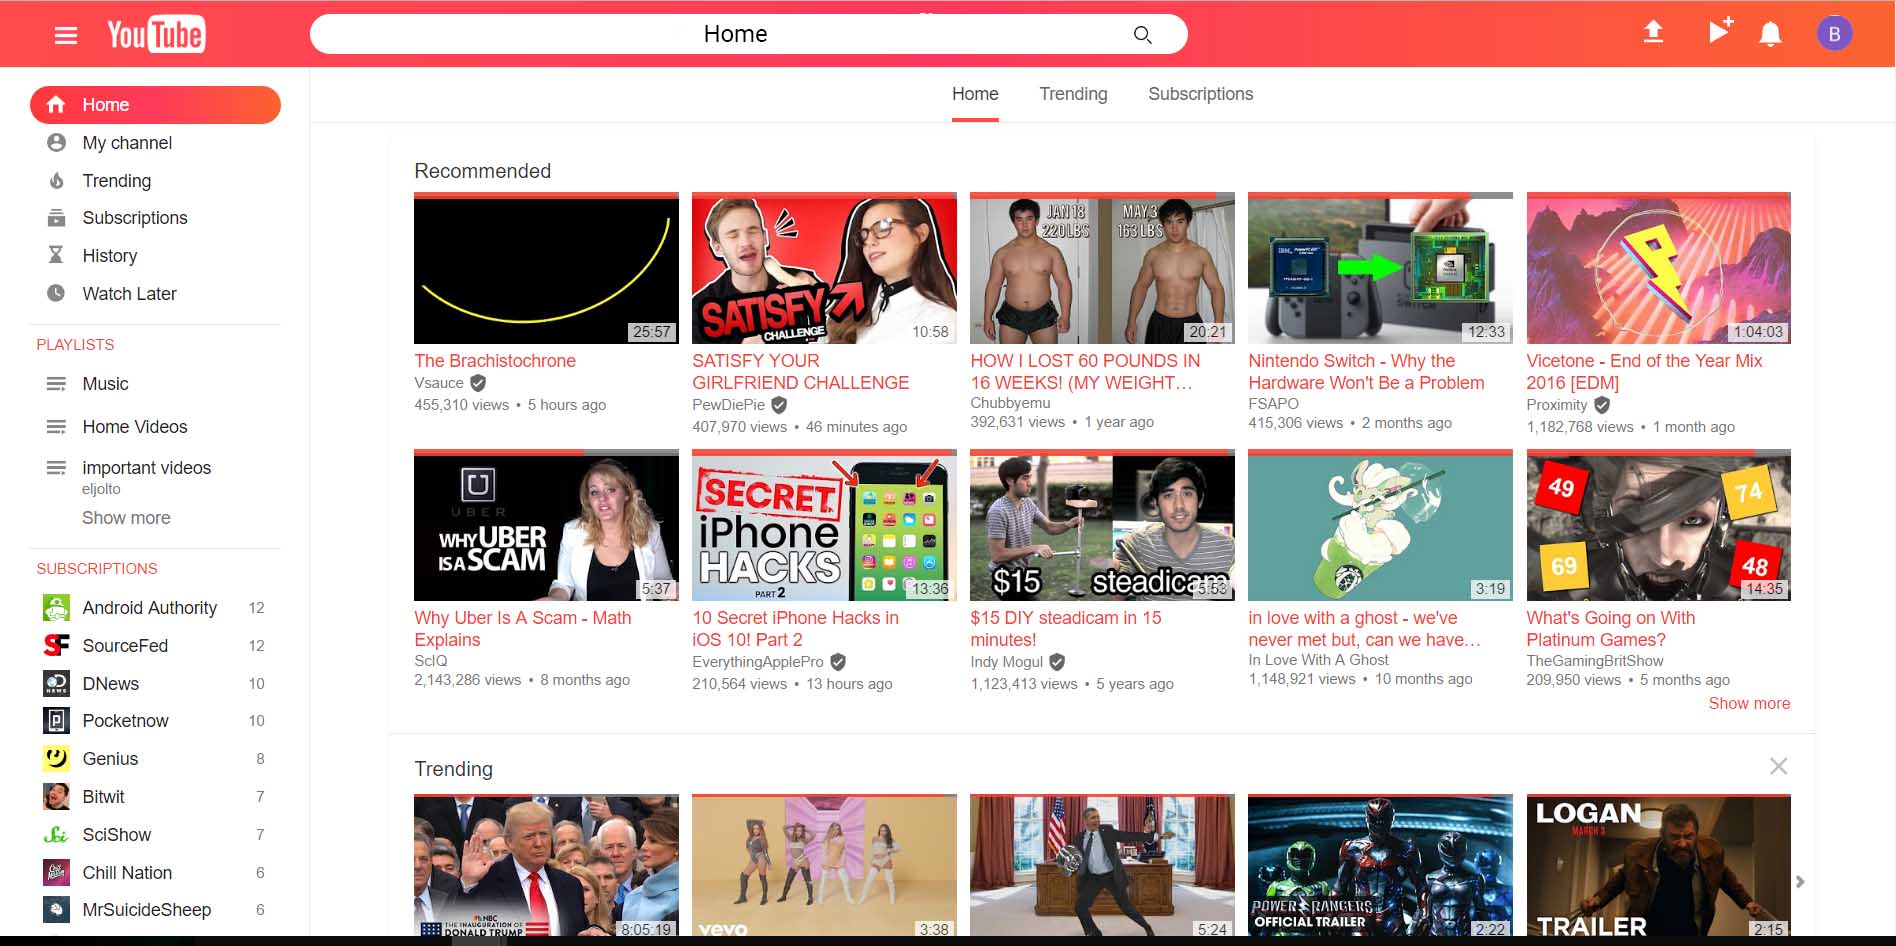 YouTube
Home
B
Home
My channel
Trending
Subscriptions
History
Watch Later
PLAYLISTS
Music
Home Videos
important videos
eljolto
Show more
SUBSCRIPTIONS
Android Authority 12
SourceFed 12
DNews 10
Pocketnow 10
Genius 8
Bitwit 7
SciShow 7
Chill Nation 6
MrSuicideSheep 6
Home Trending Subscriptions
Recommended
25:57
The Brachistochrone
Vsauce
455,310 views • 5 hours ago
SATISFY
CHALLENGE
10:58
SATISFY YOUR
GIRLFRIEND CHALLENGE
PewDiePie
407,970 views • 46 minutes ago
JAN 18
220LBS
MAY 3
163LBS
20:21
HOW I LOST 60 POUNDS IN
16 WEEKS! (MY WEIGHT…
Chubbyemu
392,631 views • 1 year ago
SWITCH
12:33
Nintendo Switch - Why the
Hardware Won't Be a Problem
FSAPO
415,306 views • 2 months ago
1:04:03
Vicetone - End of the Year Mix
2016 [EDM]
Proximity
1,182,768 views • 1 month ago
UBER
WHY UBER
IS A SCAM
5:37
Why Uber Is A Scam - Math
Explains
ScIQ
2,143,286 views • 8 months ago
SECRET
iPhone
HACKS
PART 2
13:36
10 Secret iPhone Hacks in
iOS 10! Part 2
EverythingApplePro
210,564 views • 13 hours ago
$15 steadicam
5:53
$15 DIY steadicam in 15
minutes!
Indy Mogul
1,123,413 views • 5 years ago
3:19
in love with a ghost - we've
never met but, can we have…
In Love With A Ghost
1,148,921 views • 10 months ago
49
74
69
48
14:35
What's Going on With
Platinum Games?
TheGamingBritShow
209,950 views • 5 months ago
Show more
Trending
NBC
THE INAUGURATION OF
DONALD TRUMP
8:05:19
vevo
3:38
5:24
POWER RANGERS
OFFICIAL TRAILER
2:22
LOGAN
MARCH 3
TRAILER
2:15